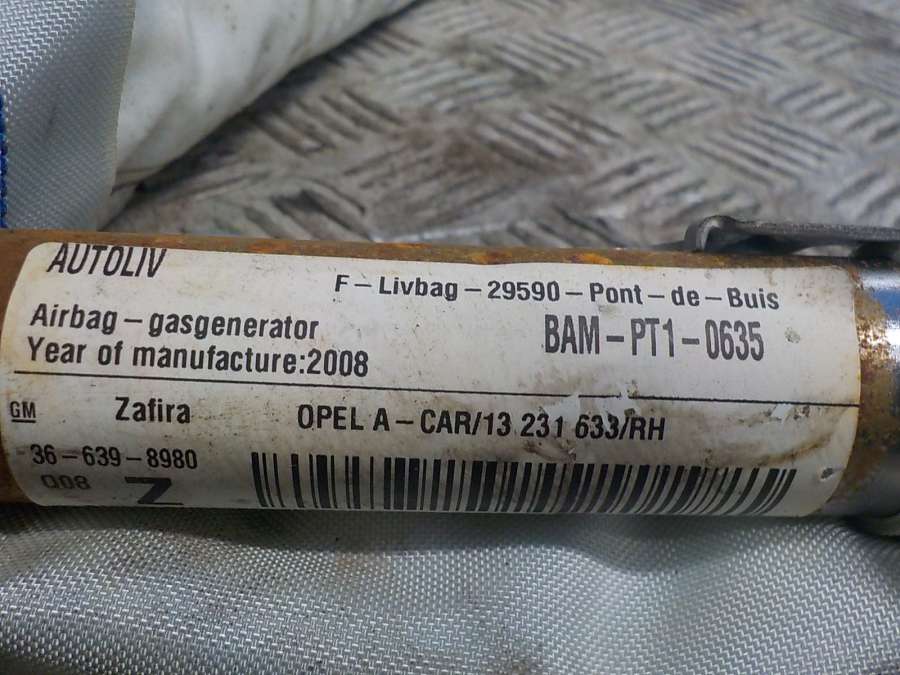 AUTOLIV
F-Livbag-29590-Pont-de-Buis
Airbag-gasgenerator
BAM-PT1-0635
Year of manufacture:2008
GM Zafira OPEL A-CAR/13 231 633/RH
36-639-8980
008 Z